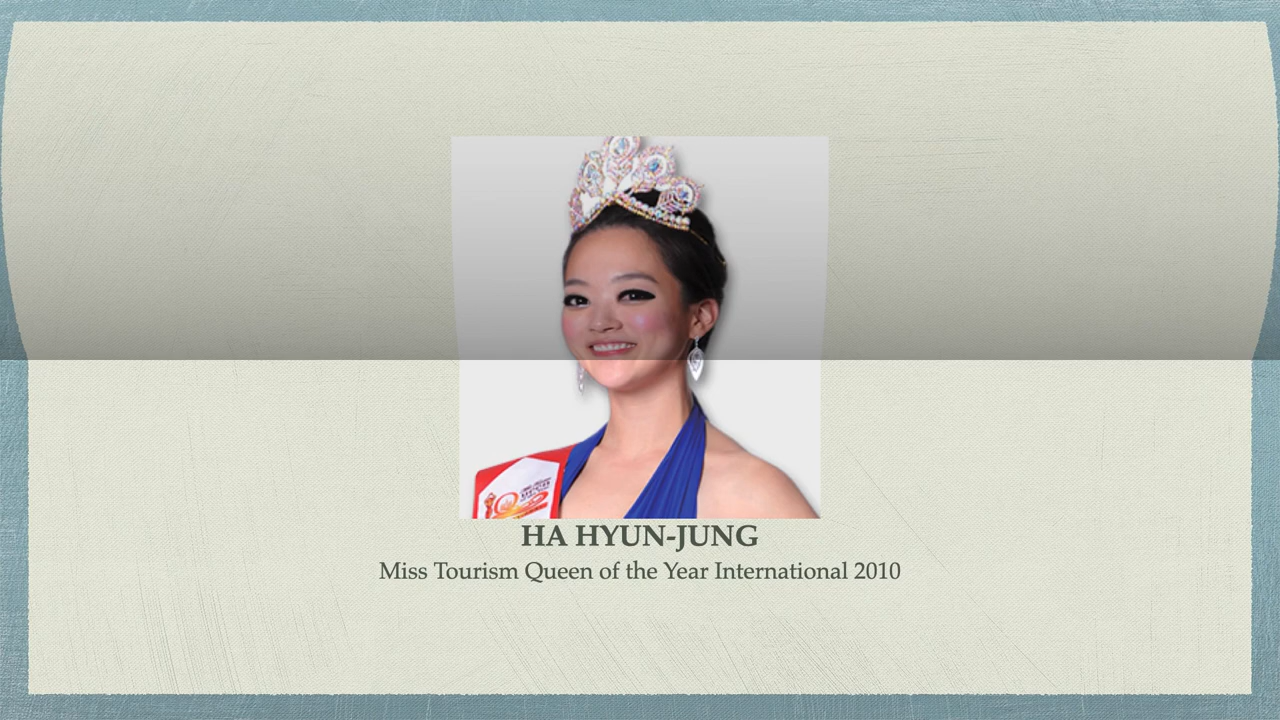 HA HYUN-JUNG
Miss Tourism Queen of the Year International 2010